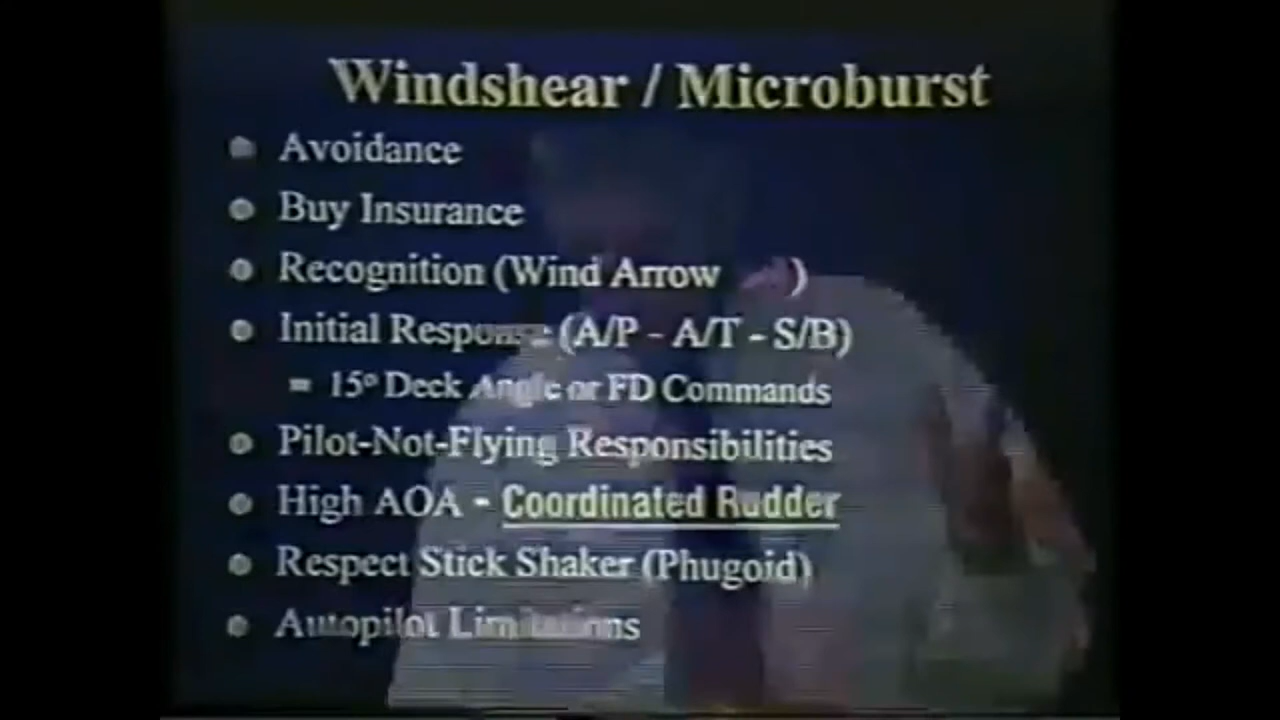 Windshear / Microburst
Avoidance
Buy Insurance
Recognition (Wind Arrow )
Initial Response (A/P - A/T - S/B)
15° Deck Angle or FD Commands
Pilot-Not-Flying Responsibilities
High AOA - Coordinated Rudder
Respect Stick Shaker (Phugoid)
Autopilot Limitations